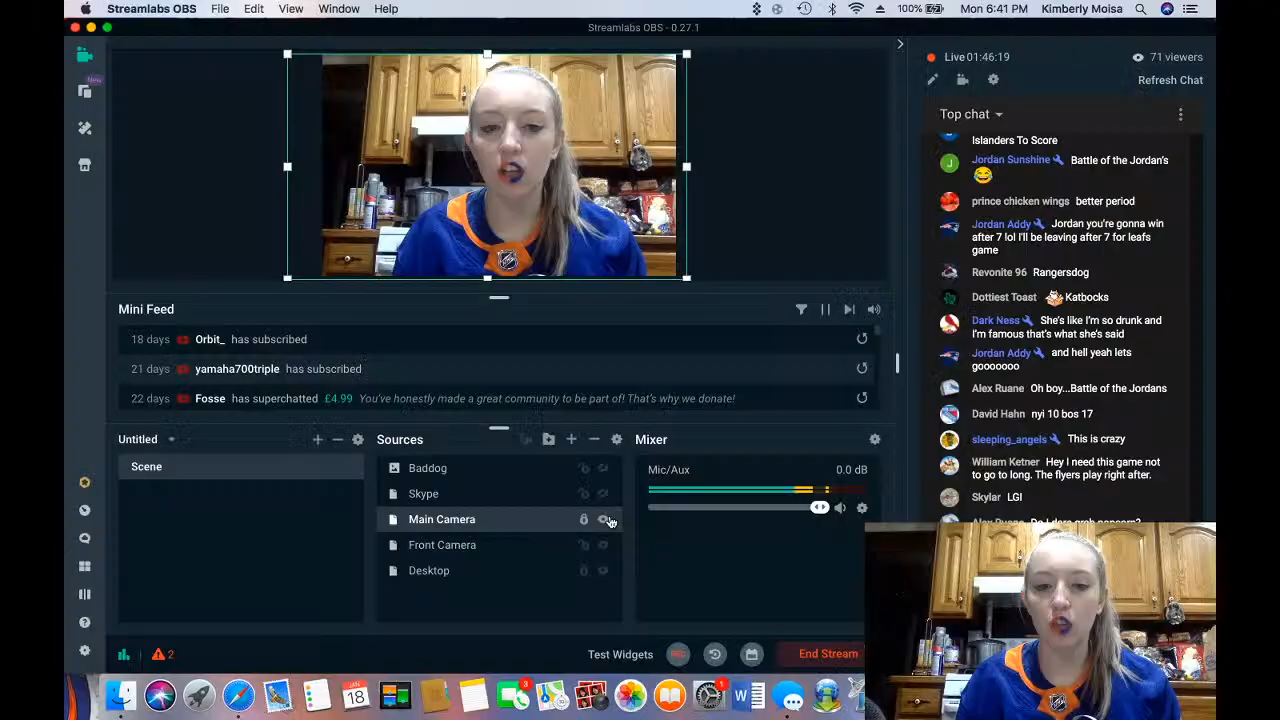 Streamlabs OBS File Edit View Window Help 100% Mon 6:41 PM Kimberly Moisa
Streamlabs OBS - 0.27.1
New
Live 01:46:19 71 viewers
Refresh Chat
Top chat
Islanders To Score
Jordan Sunshine Battle of the Jordan's
😂
prince chicken wings better period
Jordan Addy Jordan you're gonna win
after 7 lol I'll be leaving after 7 for leafs
game
Revonite 96 Rangersdog
Dottiest Toast Katbocks
Dark Ness She's like I'm so drunk and
I'm famous that's what she's said
Jordan Addy and hell yeah lets
gooooooo
Alex Ruane Oh boy...Battle of the Jordans
David Hahn nyi 10 bos 17
sleeping_angels This is crazy
William Ketner Hey I need this game not
to go long. The flyers play right after.
Skylar LGI
Mini Feed
18 days Orbit_ has subscribed
21 days yamaha700triple has subscribed
22 days Fosse has superchatted £4.99 You've honestly made a great community to be part of! That's why we donate!
Untitled
Scene
Sources
Baddog
Skype
Main Camera
Front Camera
Desktop
Mixer
Mic/Aux 0.0 dB
2
Test Widgets REC End Stream
3
JAN
18
1
W
NHL